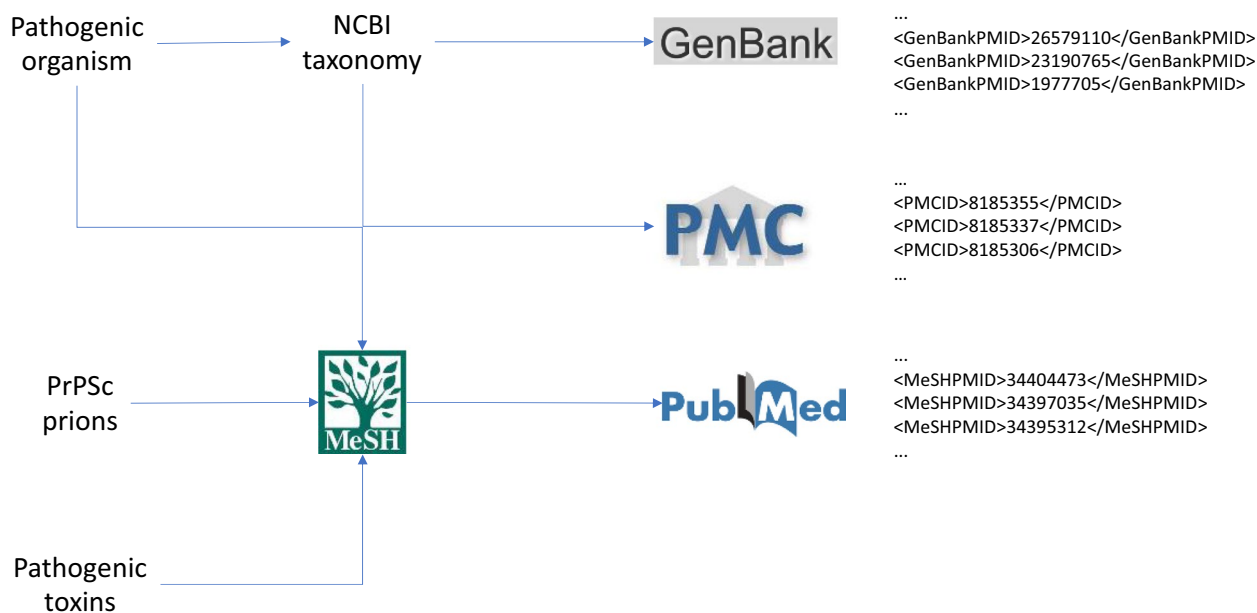 Pathogenic
organism
NCBI
taxonomy
GenBank
...
<GenBankPMID>26579110</GenBankPMID>
<GenBankPMID>23190765</GenBankPMID>
<GenBankPMID>1977705</GenBankPMID>
...
PMC
...
<PMCID>8185355</PMCID>
<PMCID>8185337</PMCID>
<PMCID>8185306</PMCID>
...
PrPSc
prions
MeSH
PubMed
...
<MeSHPMID>34404473</MeSHPMID>
<MeSHPMID>34397035</MeSHPMID>
<MeSHPMID>34395312</MeSHPMID>
...
Pathogenic
toxins